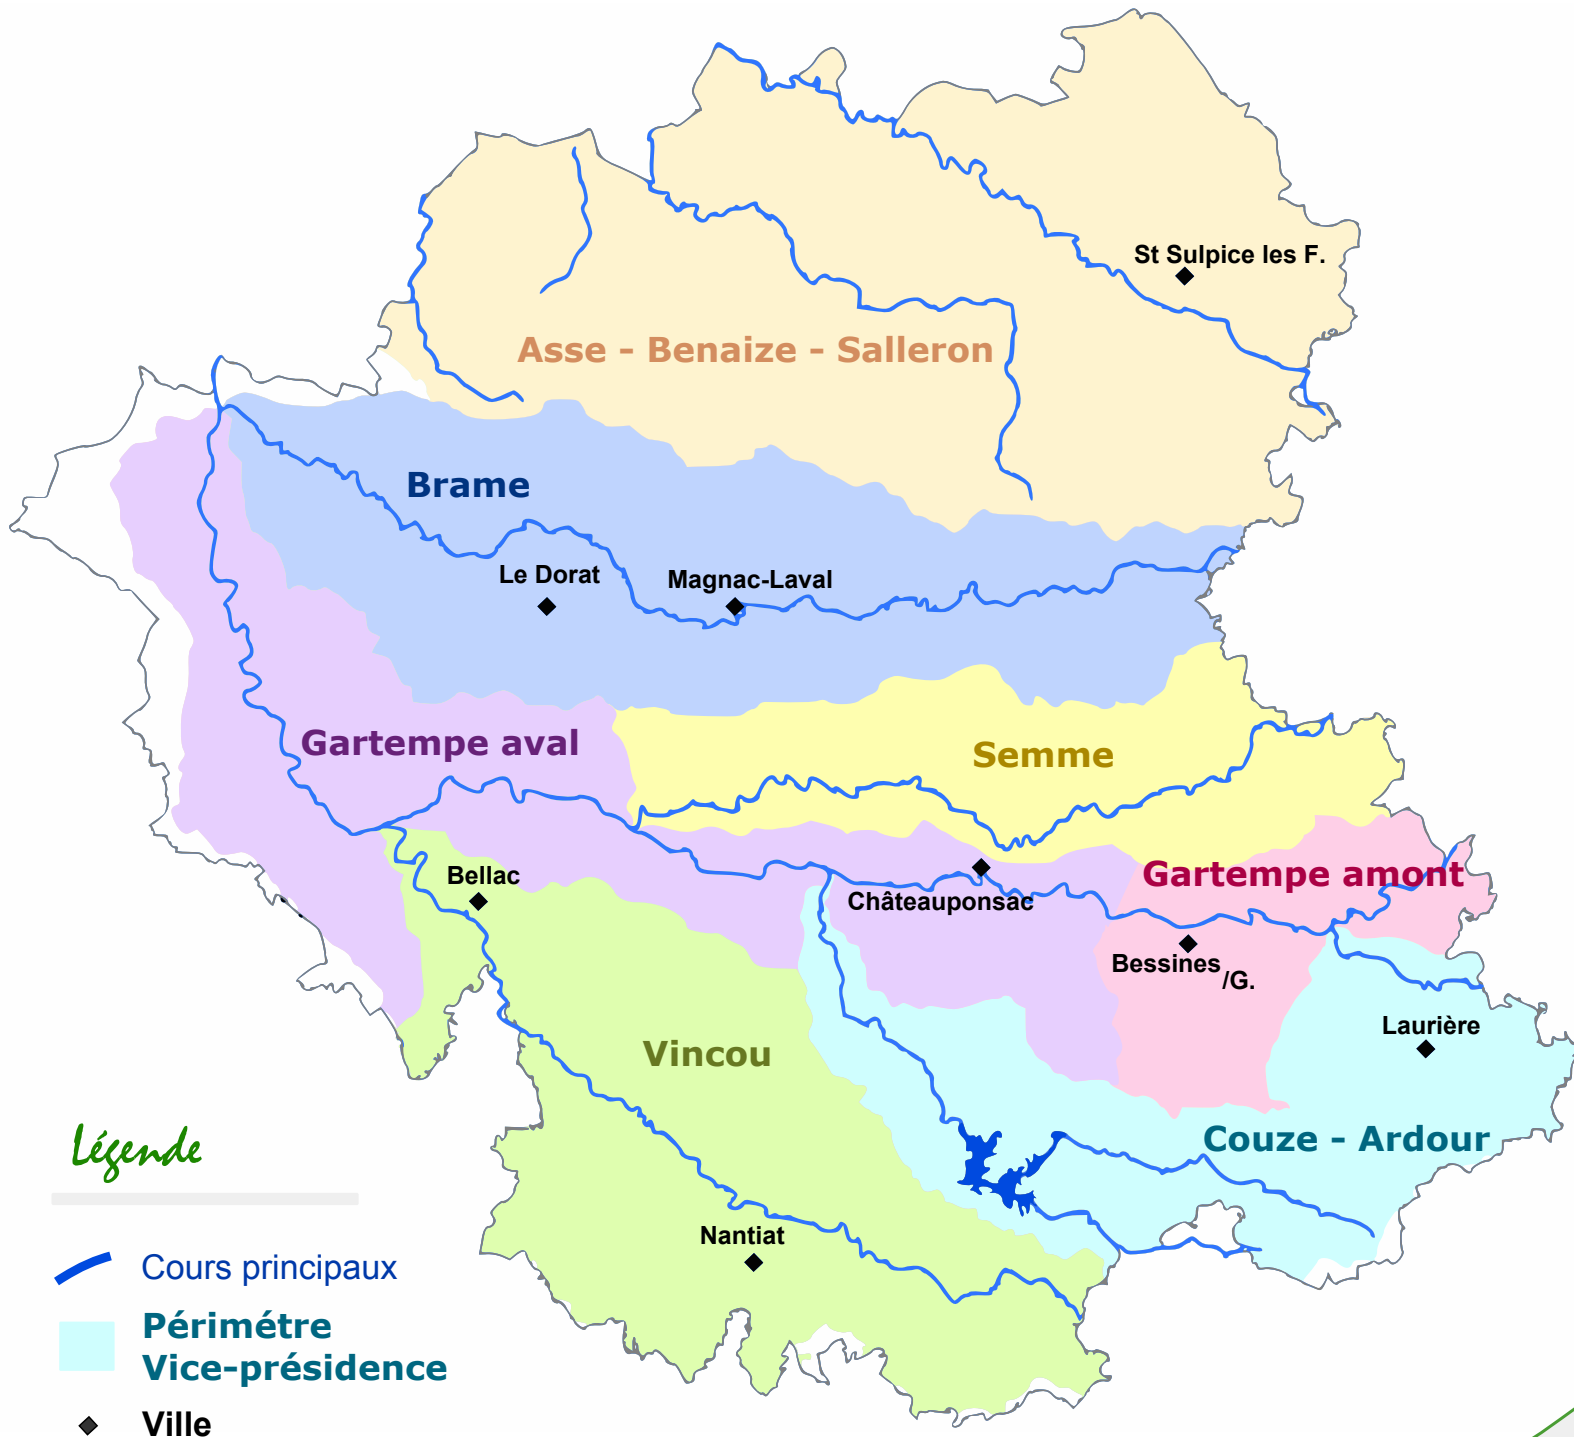 St Sulpice les F.
Asse - Benaize - Salleron
Brame
Le Dorat
Magnac-Laval
Gartempe aval
Semme
Bellac
Gartempe amont
Châteauponsac
Bessines
/G.
Laurière
Vincou
Couze - Ardour
Légende
Nantiat
Cours principaux
Périmétre
Vice-présidence
Ville